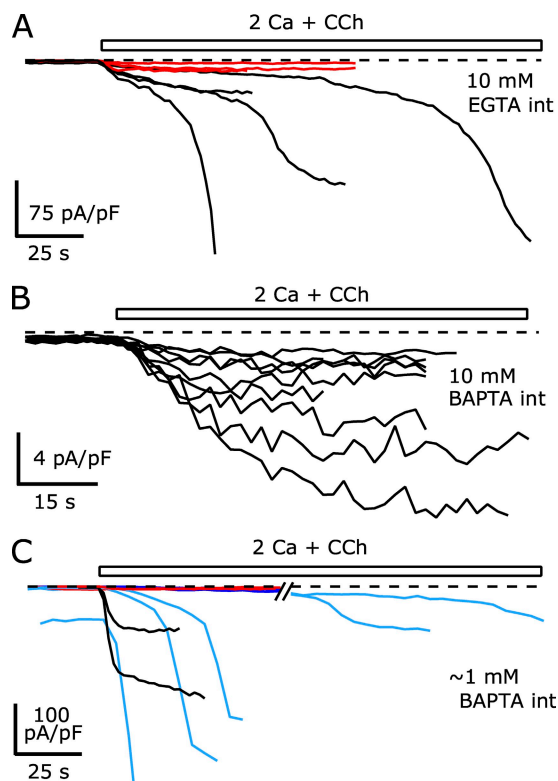 A
2 Ca + CCh
10 mM
EGTA int
75 pA/pF
25 s
B
2 Ca + CCh
10 mM
BAPTA int
4 pA/pF
15 s
C
2 Ca + CCh
~1 mM
BAPTA int
100
pA/pF
25 s